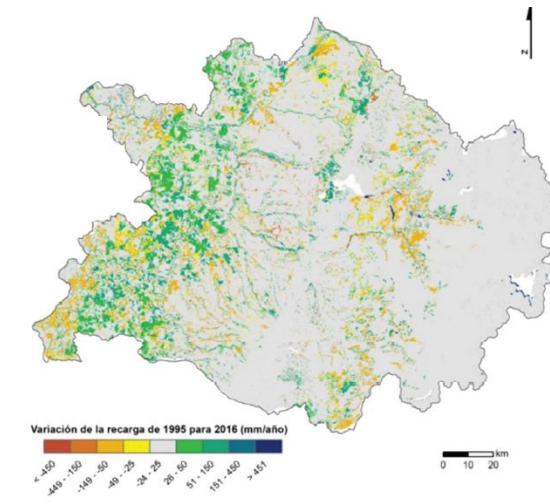 N
Variación de la recarga de 1995 para 2016 (mm/año)
< -450
-449 - -150
-149 - -50
-49 - -25
-24 - 25
26 - 50
51 - 150
151 - 450
> 451
km
0 10 20